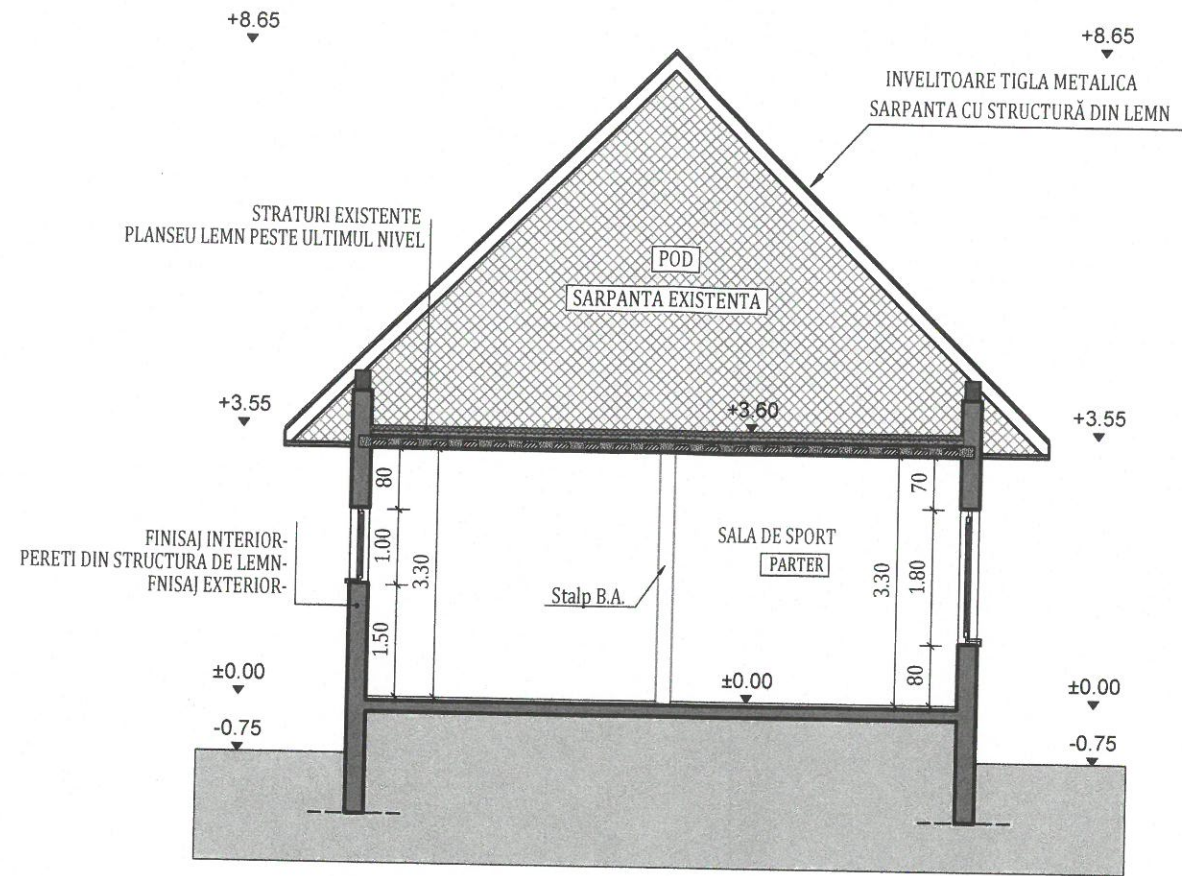 +8.65
+8.65
INVELITOARE TIGLA METALICA
SARPANTA CU STRUCTURĂ DIN LEMN
STRATURI EXISTENTE
PLANSEU LEMN PESTE ULTIMUL NIVEL
POD
SARPANTA EXISTENTA
+3.55
+3.60
+3.55
80
1.00
1.50
3.30
FINISAJ INTERIOR-
PERETI DIN STRUCTURA DE LEMN-
FNISAJ EXTERIOR-
Stalp B.A.
SALA DE SPORT
PARTER
3.30
70
1.80
80
±0.00
±0.00
±0.00
-0.75
-0.75